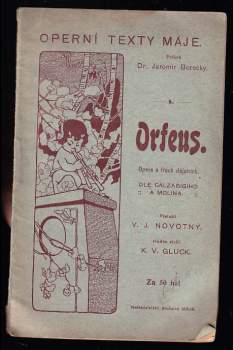 OPERNÍ TEXTY MÁJE.
Pořádá
Dr. Jaromír Borecký.
Orfeus.
Opera o třech dějstvích.
DLE CALZABIGIHO
A MOLINA.
Přeložil
V. J. NOVOTNÝ.
Hudbu složil
K. V. GLUCK.
Za 50 hal